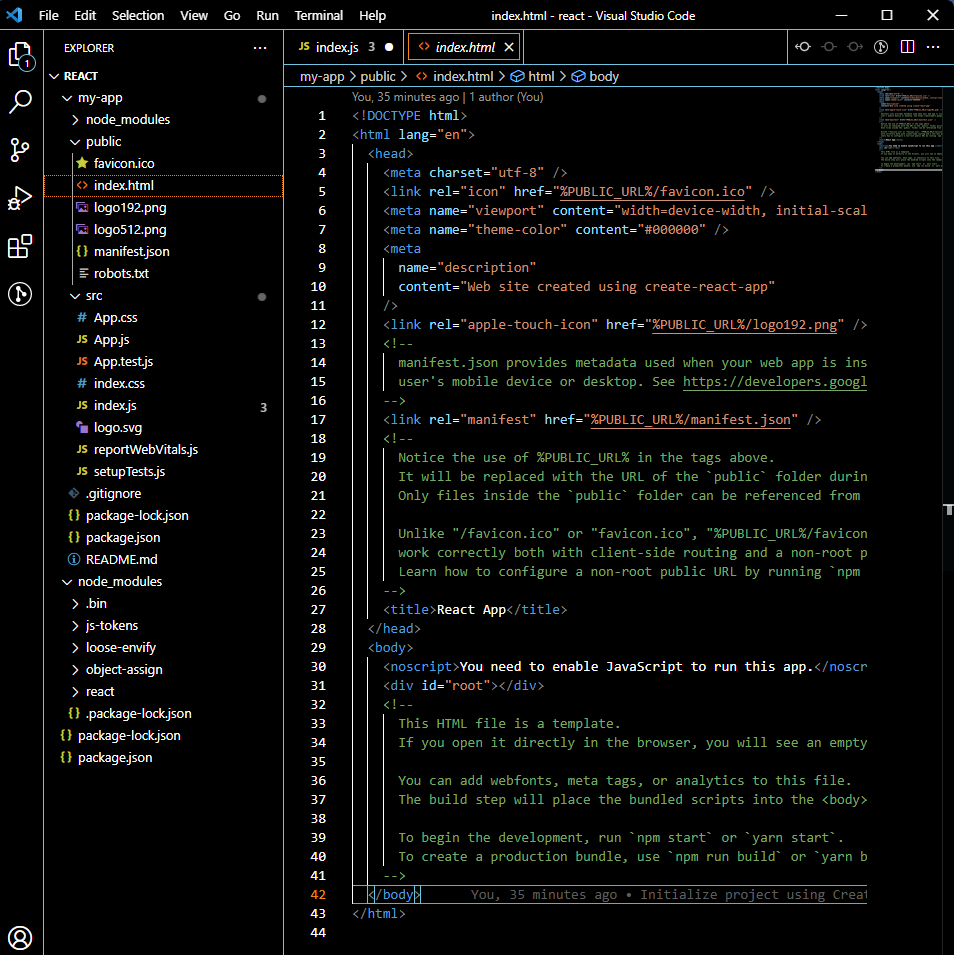 File Edit Selection View Go Run Terminal Help
index.html - react - Visual Studio Code
1
EXPLORER
REACT
my-app
node_modules
public
favicon.ico
index.html
logo192.png
logo512.png
manifest.json
robots.txt
src
App.css
App.js
App.test.js
index.css
index.js 3
logo.svg
reportWebVitals.js
setupTests.js
.gitignore
package-lock.json
package.json
README.md
node_modules
.bin
js-tokens
loose-envify
object-assign
react
.package-lock.json
package-lock.json
package.json
JS index.js 3 index.html
my-app > public > index.html > html > body
You, 35 minutes ago | 1 author (You)
1 <!DOCTYPE html>
2 <html lang="en">
3 <head>
4 <meta charset="utf-8" />
5 <link rel="icon" href="%PUBLIC_URL%/favicon.ico" />
6 <meta name="viewport" content="width=device-width, initial-scal
7 <meta name="theme-color" content="#000000" />
8 <meta
9 name="description"
10 content="Web site created using create-react-app"
11 />
12 <link rel="apple-touch-icon" href="%PUBLIC_URL%/logo192.png" />
13 <!--
14 manifest.json provides metadata used when your web app is ins
15 user's mobile device or desktop. See https://developers.googl
16 -->
17 <link rel="manifest" href="%PUBLIC_URL%/manifest.json" />
18 <!--
19 Notice the use of %PUBLIC_URL% in the tags above.
20 It will be replaced with the URL of the `public` folder durin
21 Only files inside the `public` folder can be referenced from
22
23 Unlike "/favicon.ico" or "favicon.ico", "%PUBLIC_URL%/favicon
24 work correctly both with client-side routing and a non-root p
25 Learn how to configure a non-root public URL by running `npm
26 -->
27 <title>React App</title>
28 </head>
29 <body>
30 <noscript>You need to enable JavaScript to run this app.</noscr
31 <div id="root"></div>
32 <!--
33 This HTML file is a template.
34 If you open it directly in the browser, you will see an empty
35
36 You can add webfonts, meta tags, or analytics to this file.
37 The build step will place the bundled scripts into the <body>
38
39 To begin the development, run `npm start` or `yarn start`.
40 To create a production bundle, use `npm run build` or `yarn b
41 -->
42 </body> You, 35 minutes ago • Initialize project using Creat
43 </html>
44